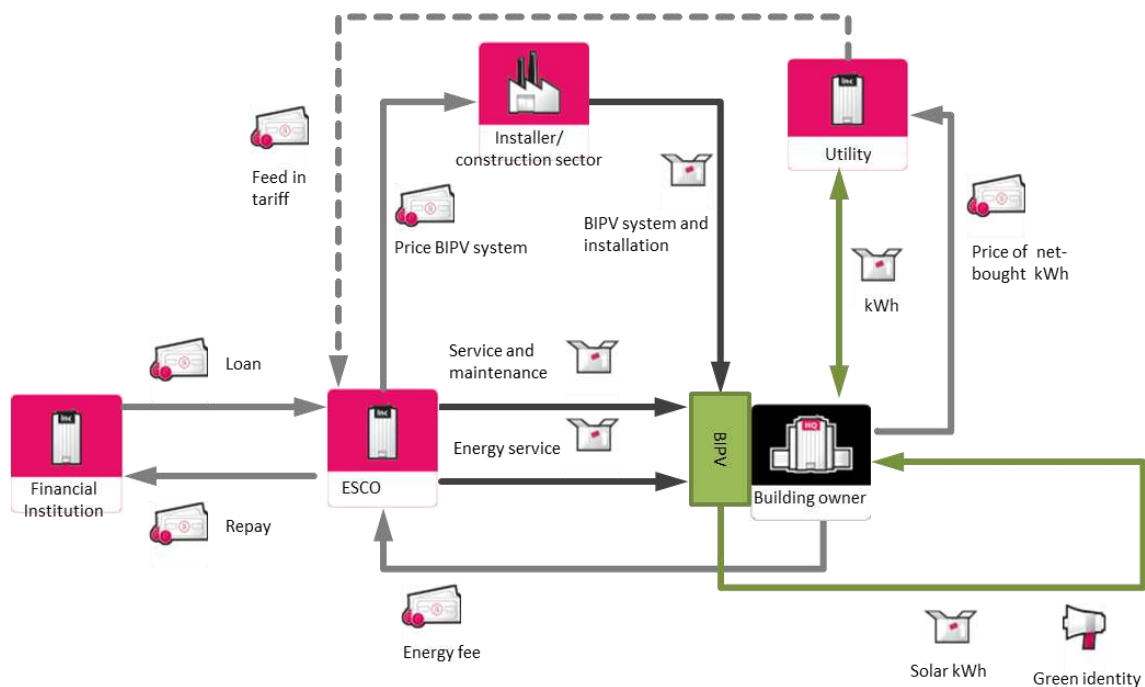 Inc
Inc
Installer/
construction sector
Utility
Feed in
tariff
Price BIPV system
BIPV system and
installation
Price of net-
bought kWh
kWh
Loan
Service and
maintenance
Inc
Inc
HQ
BIPV
Energy service
Financial
Institution
ESCO
Building owner
Repay
Energy fee
Solar kWh
Green identity